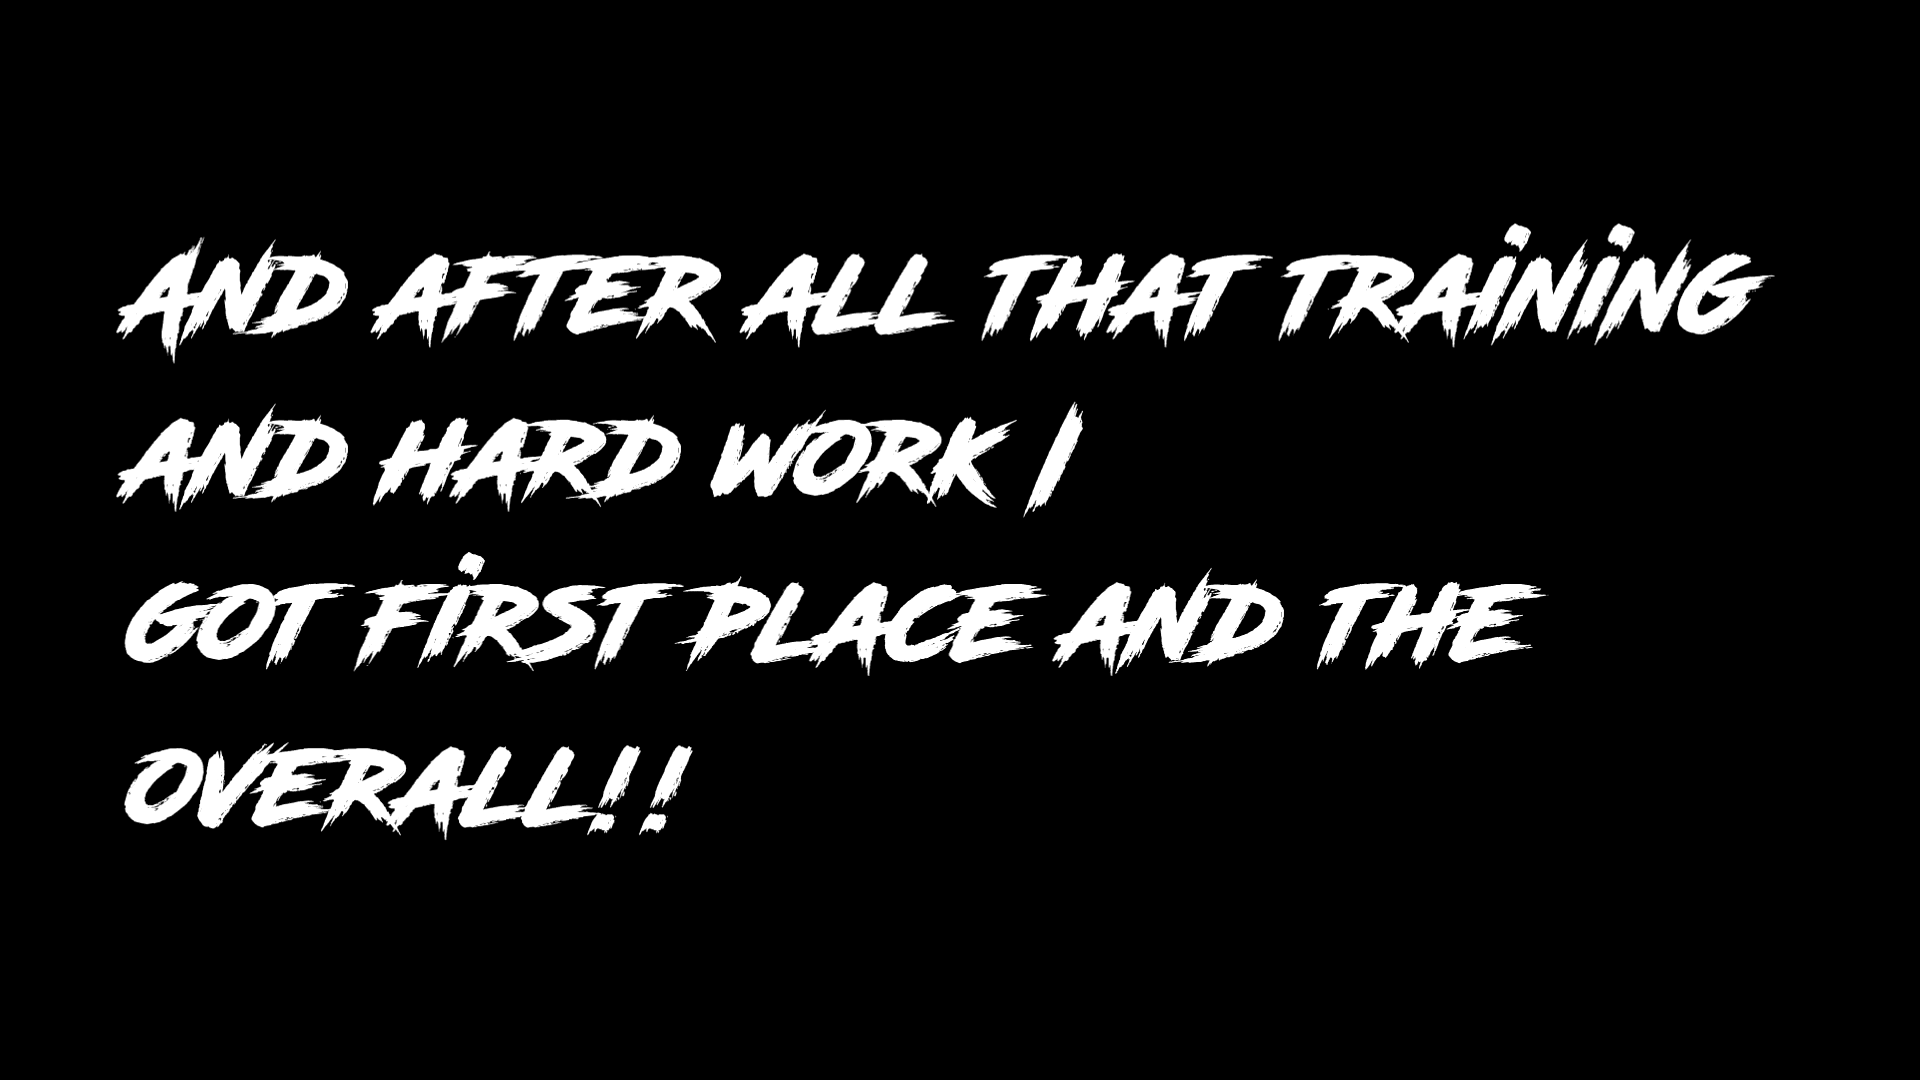 And after all that training
and hard work I
got first place and the
overall!!